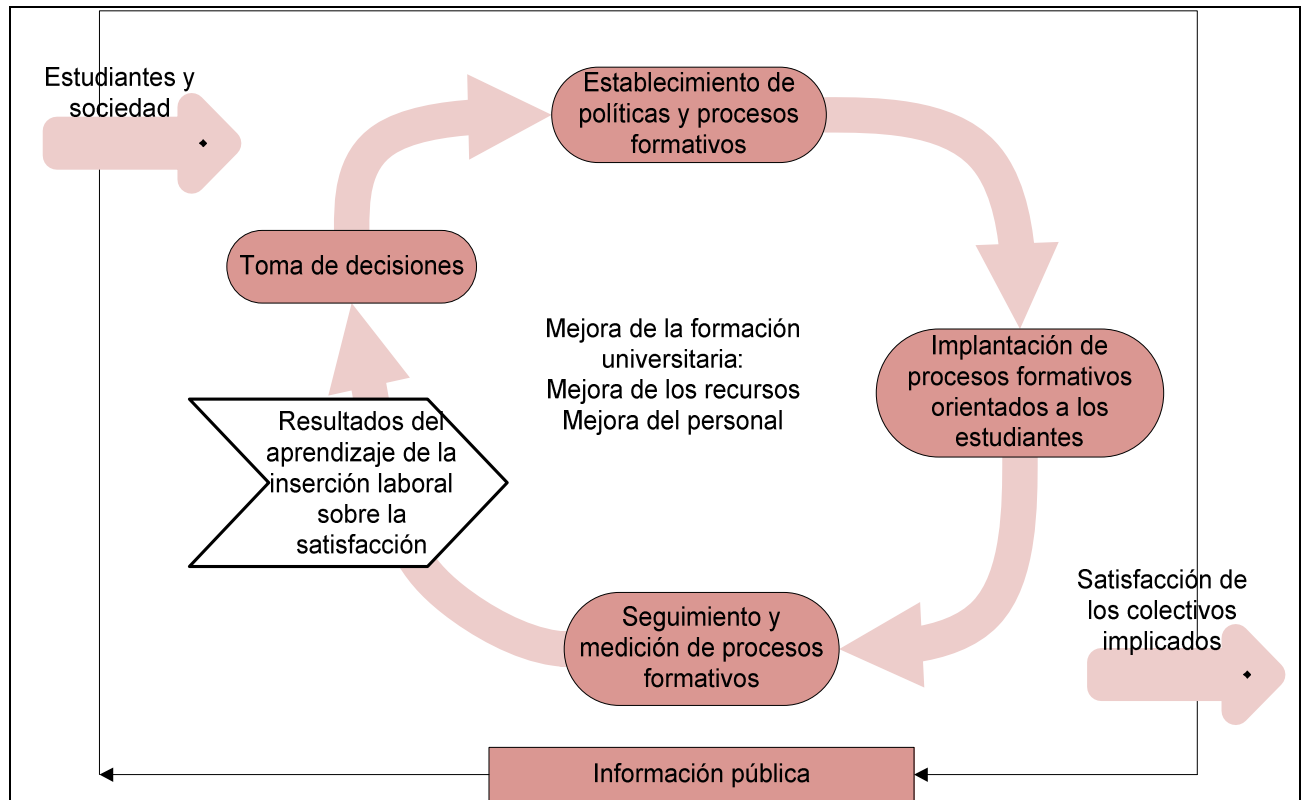 Estudiantes y
sociedad
Establecimiento de
políticas y procesos
formativos
Toma de decisiones
Mejora de la formación
universitaria:
Mejora de los recursos
Mejora del personal
Implantación de
procesos formativos
orientados a los
estudiantes
Resultados del
aprendizaje de la
inserción laboral
sobre la
satisfacción
Seguimiento y
medición de procesos
formativos
Satisfacción de
los colectivos
implicados
Información pública